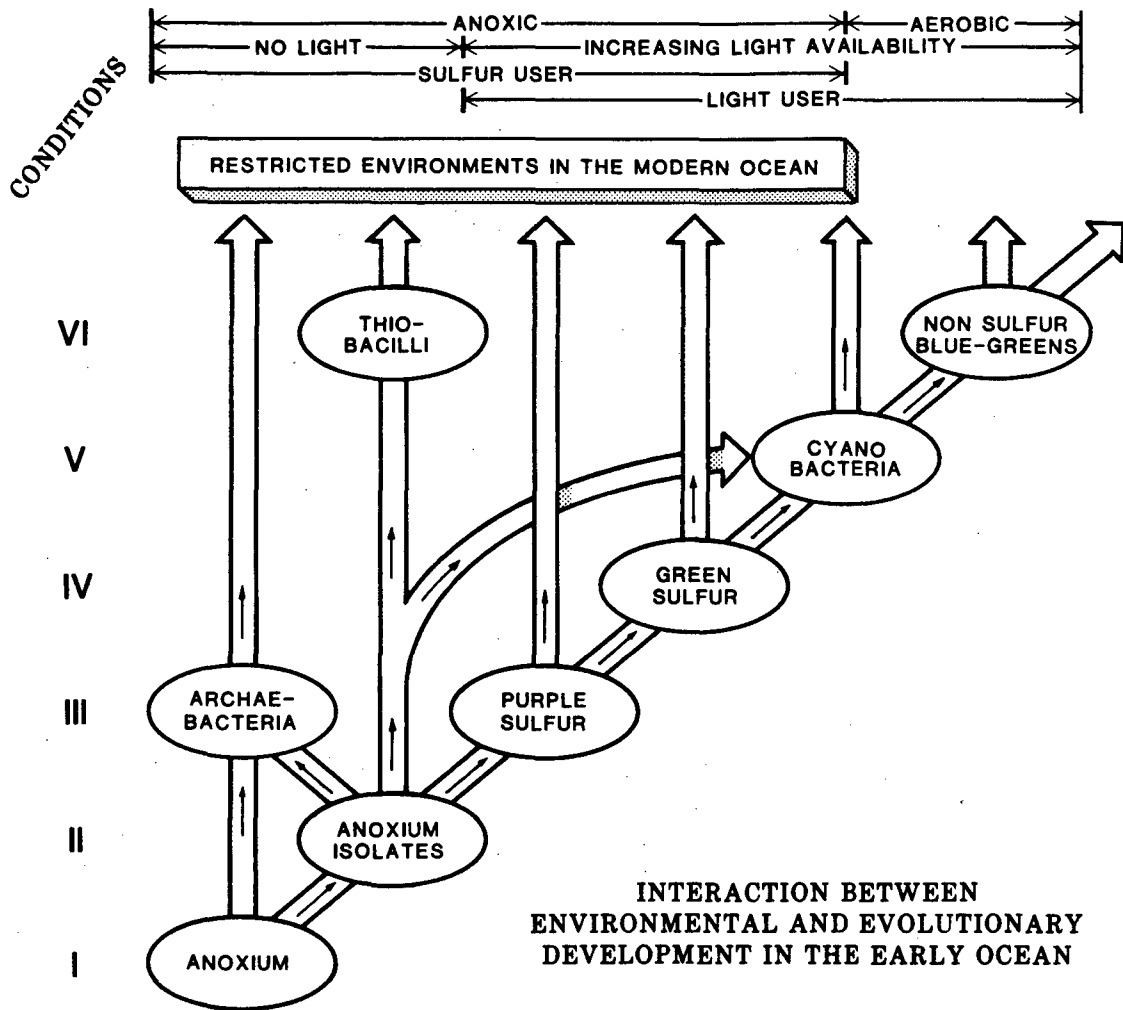 ANOXIC
AEROBIC
NO LIGHT
INCREASING LIGHT AVAILABILITY
SULFUR USER
LIGHT USER
CONDITIONS
RESTRICTED ENVIRONMENTS IN THE MODERN OCEAN
VI
THIO-
BACILLI
NON SULFUR
BLUE-GREENS
V
CYANO
BACTERIA
IV
GREEN
SULFUR
III
ARCHAE-
BACTERIA
PURPLE
SULFUR
II
ANOXIUM
ISOLATES
I
ANOXIUM
INTERACTION BETWEEN
ENVIRONMENTAL AND EVOLUTIONARY
DEVELOPMENT IN THE EARLY OCEAN